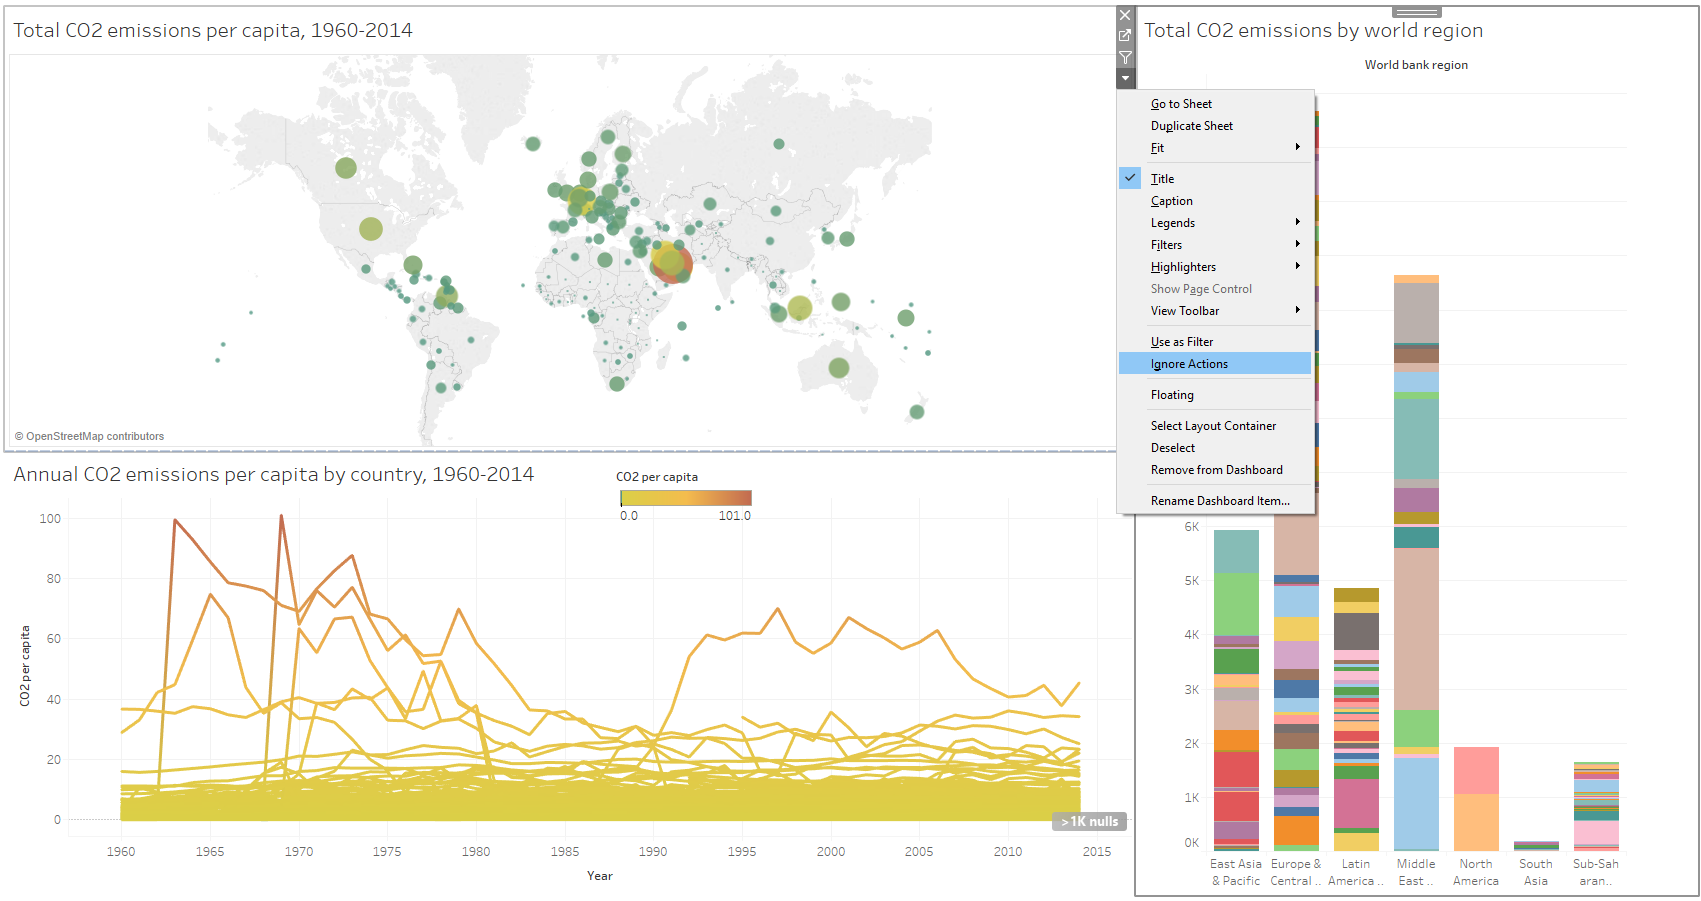 Total CO2 emissions per capita, 1960-2014
© OpenStreetMap contributors
Go to Sheet
Duplicate Sheet
Fit
Title
Caption
Legends
Filters
Highlighters
Show Page Control
View Toolbar
Use as Filter
Ignore Actions
Floating
Select Layout Container
Deselect
Remove from Dashboard
Rename Dashboard Item...
Total CO2 emissions by world region
World bank region
6K
5K
4K
3K
2K
1K
0K
East Asia
& Pacific
Europe &
Central ..
Latin
America ..
Middle
East ..
North
America
South
Asia
Sub-Sah
aran..
Annual CO2 emissions per capita by country, 1960-2014
CO2 per capita
0.0
101.0
CO2 per capita
100
80
60
40
20
0
>1K nulls
1960
1965
1970
1975
1980
1985
1990
1995
2000
2005
2010
2015
Year